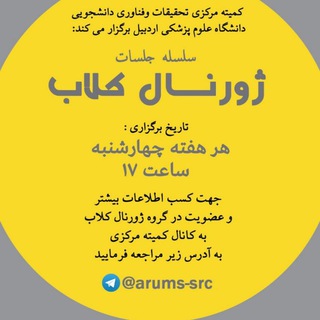 کمیته مرکزی تحقیقات وفناوری دانشجویی
دانشگاه علوم پزشکی اردبیل برگزار می کند:
سلسله جلسات
ژورنــال کلاب
تاریخ برگزاری :
هر هفته چهارشنبه
ساعت ۱۷
جهت کسب اطلاعات بیشتر
و عضویت در گروه ژورنال کلاب
به کانال کمیته مرکزی
به آدرس زیر مراجعه فرمایید
@arums-src